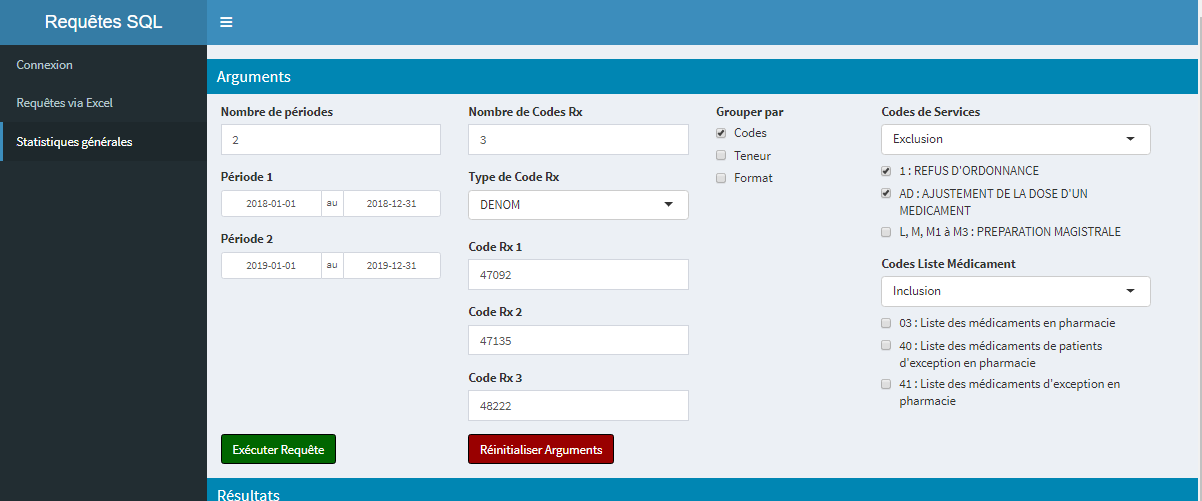 Requêtes SQL
Connexion
Requêtes via Excel
Statistiques générales
Arguments
Nombre de périodes
2
Période 1
2018-01-01 au 2018-12-31
Période 2
2019-01-01 au 2019-12-31
Nombre de Codes Rx
3
Type de Code Rx
DENOM
Code Rx 1
47092
Code Rx 2
47135
Code Rx 3
48222
Grouper par
Codes
Teneur
Format
Codes de Services
Exclusion
1 : REFUS D'ORDONNANCE
AD : AJUSTEMENT DE LA DOSE D'UN
MEDICAMENT
L, M, M1 à M3 : PREPARATION MAGISTRALE
Codes Liste Médicament
Inclusion
03 : Liste des médicaments en pharmacie
40 : Liste des médicaments de patients
d'exception en pharmacie
41 : Liste des médicaments d'exception en
pharmacie
Exécuter Requête
Réinitialiser Arguments
Résultats